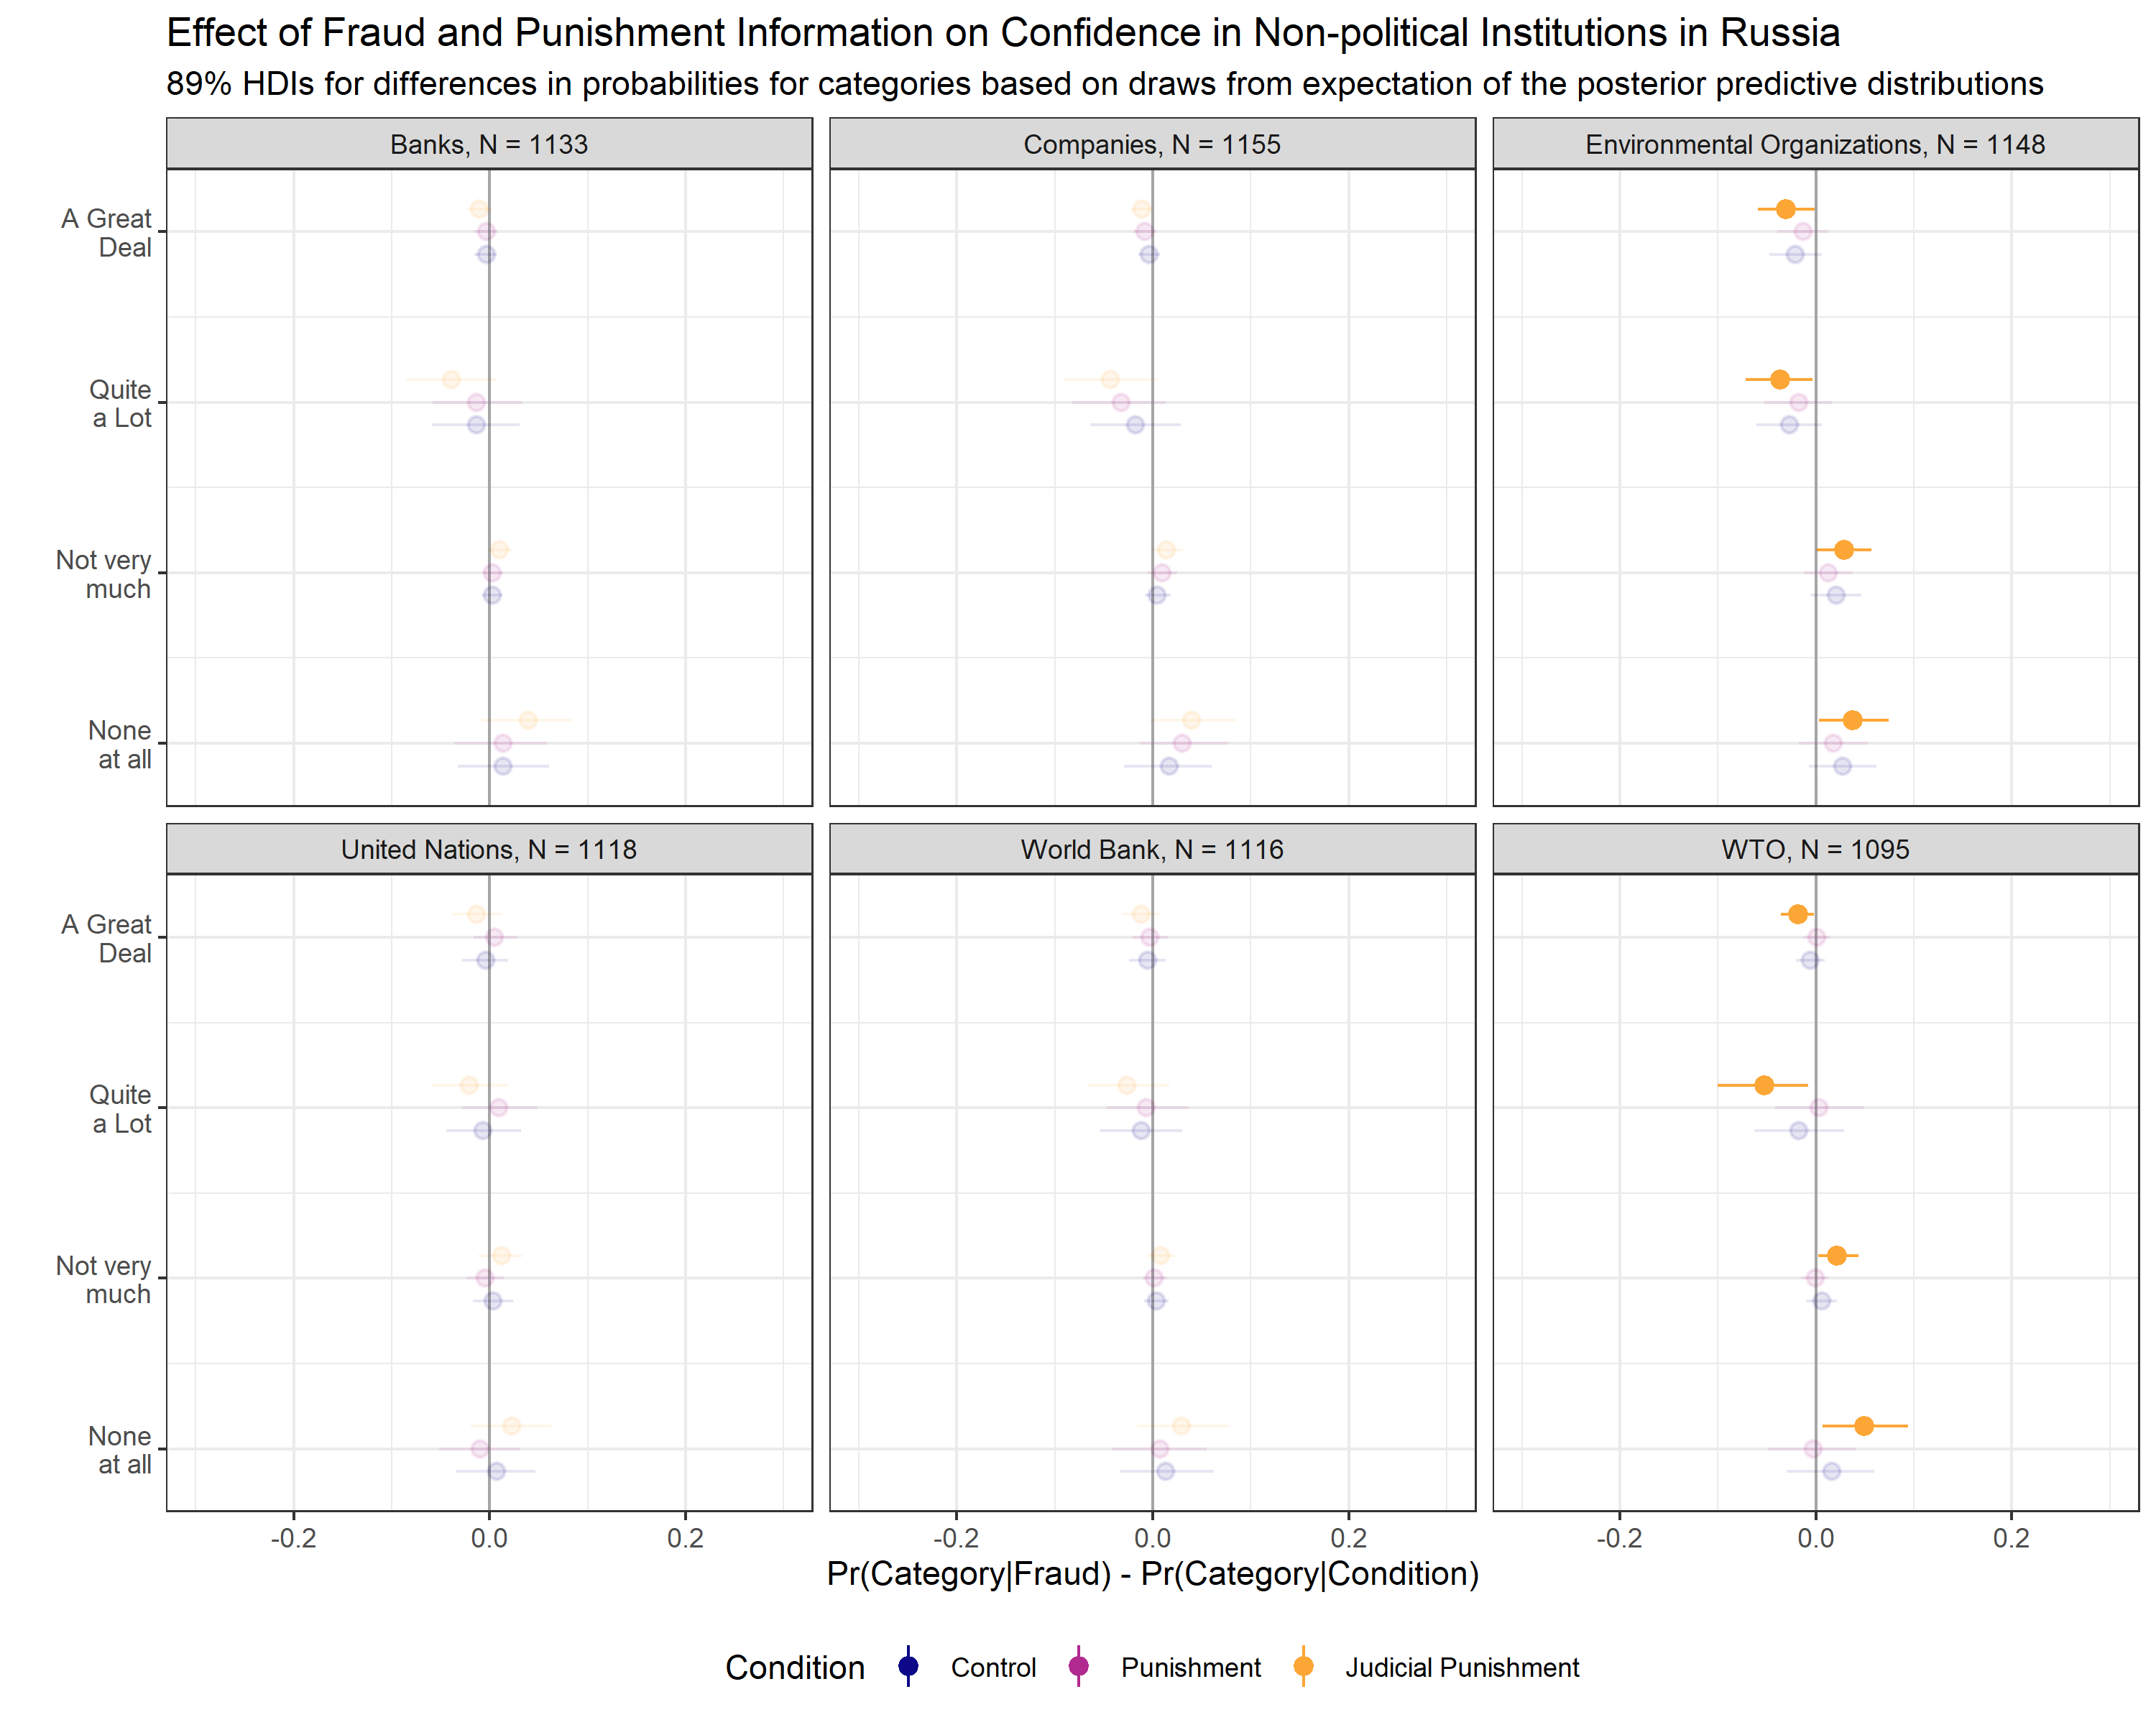 Effect of Fraud and Punishment Information on Confidence in Non-political Institutions in Russia
89% HDIs for differences in probabilities for categories based on draws from expectation of the posterior predictive distributions
Banks, N = 1133
Companies, N = 1155
Environmental Organizations, N = 1148
A Great
Deal
Quite
a Lot
Not very
much
None
at all
United Nations, N = 1118
World Bank, N = 1116
WTO, N = 1095
A Great
Deal
Quite
a Lot
Not very
much
None
at all
-0.2 0.0 0.2
-0.2 0.0 0.2
-0.2 0.0 0.2
Pr(Category|Fraud) - Pr(Category|Condition)
Condition Control Punishment Judicial Punishment